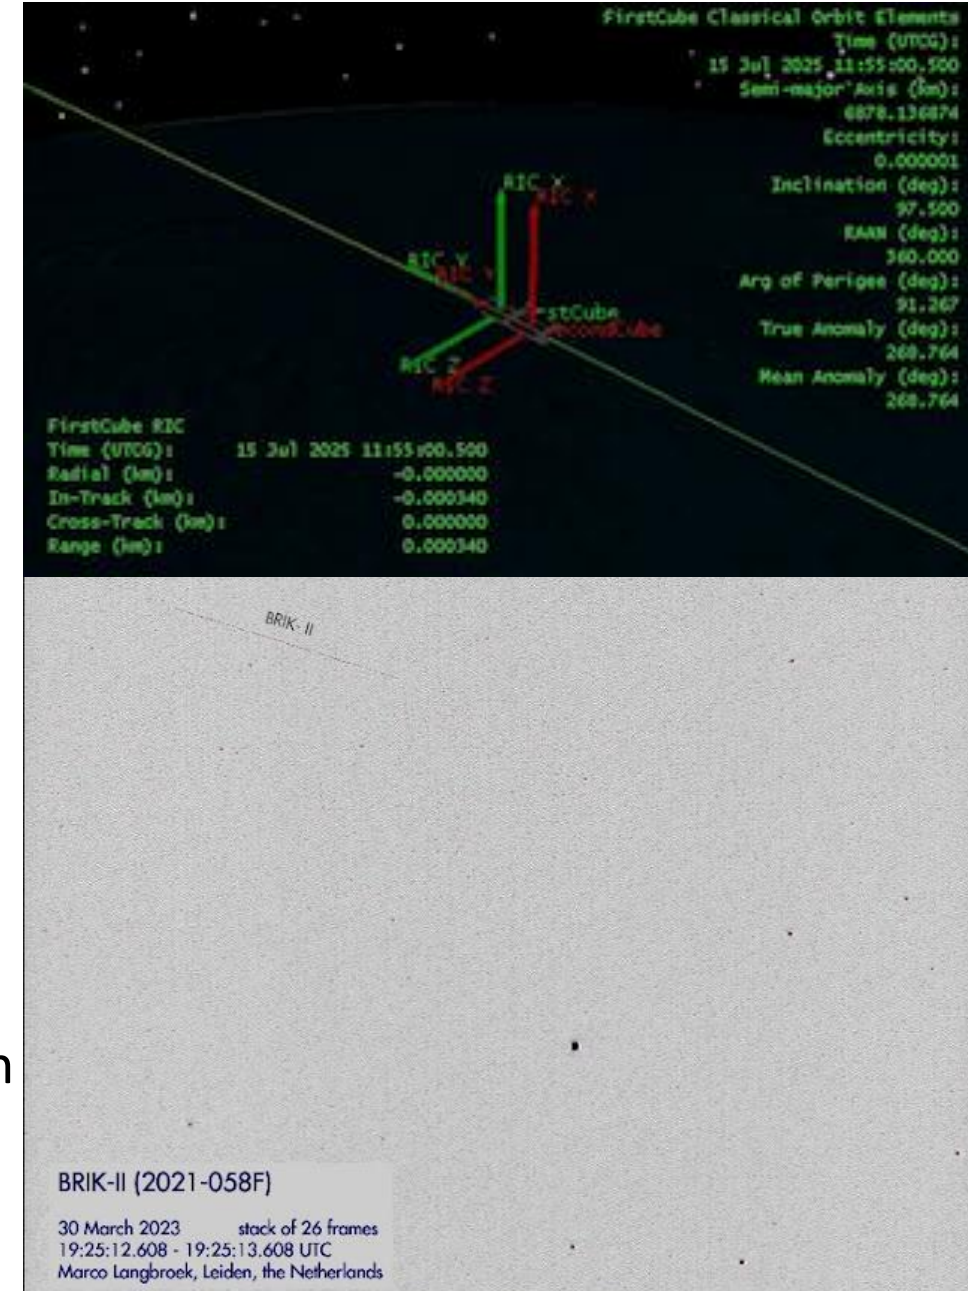 FirstCube Classical Orbit Elements
Time (UTCG):
15 Jul 2025 11:55:00.500
Semi-major Axis (km):
6878.136874
Eccentricity:
0.000001
Inclination (deg):
97.500
RAAN (deg):
360.000
Arg of Perigee (deg):
91.267
True Anomaly (deg):
268.764
Mean Anomaly (deg):
268.764
RIC X
RIC X
RIC Y
RIC Y
rstCube
RIC Z
RIC Z
FirstCube RIC
Time (UTCG): 15 Jul 2025 11:55:00.500
Radial (km): -0.000000
In-Track (km): -0.000340
Cross-Track (km): 0.000000
Range (km): 0.000340
BRIK-II
n
BRIK-II (2021-058F)
30 March 2023 stack of 26 frames
19:25:12.608 - 19:25:13.608 UTC
Marco Langbroek, Leiden, the Netherlands